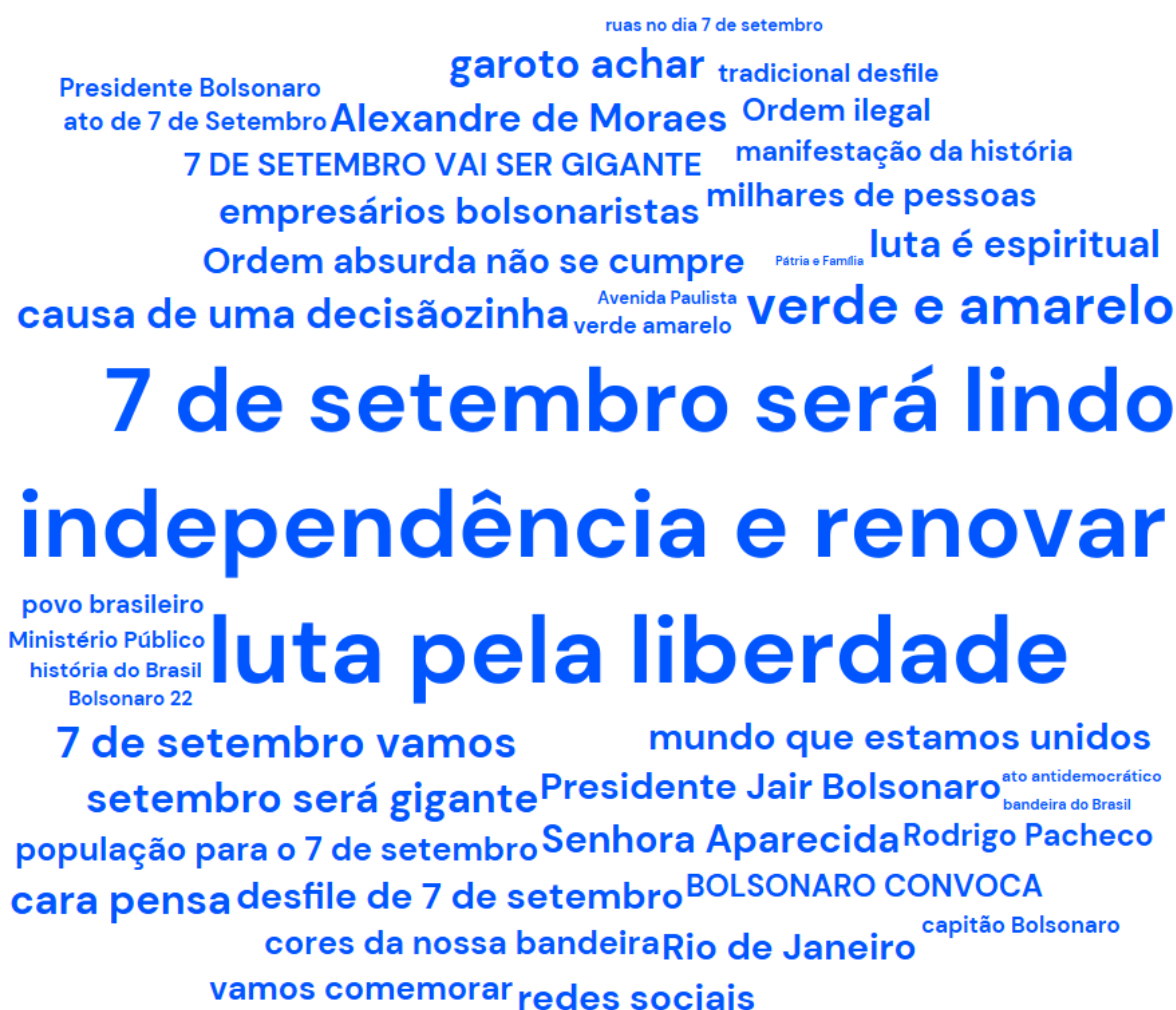 ruas no dia 7 de setembro
garoto achar
tradicional desfile
Presidente Bolsonaro
ato de 7 de Setembro
Alexandre de Moraes
Ordem ilegal
7 DE SETEMBRO VAI SER GIGANTE
manifestação da história
empresários bolsonaristas
milhares de pessoas
Ordem absurda não se cumpre
Pátria e Família
luta é espiritual
causa de uma decisãozinha
Avenida Paulista
verde amarelo
verde e amarelo
7 de setembro será lindo
independência e renovar
povo brasileiro
Ministério Público
história do Brasil
Bolsonaro 22
luta pela liberdade
7 de setembro vamos
mundo que estamos unidos
setembro será gigante
Presidente Jair Bolsonaro
ato antidemocrático
bandeira do Brasil
população para o 7 de setembro
Senhora Aparecida
Rodrigo Pacheco
cara pensa
desfile de 7 de setembro
BOLSONARO CONVOCA
capitão Bolsonaro
cores da nossa bandeira
Rio de Janeiro
vamos comemorar
redes sociais